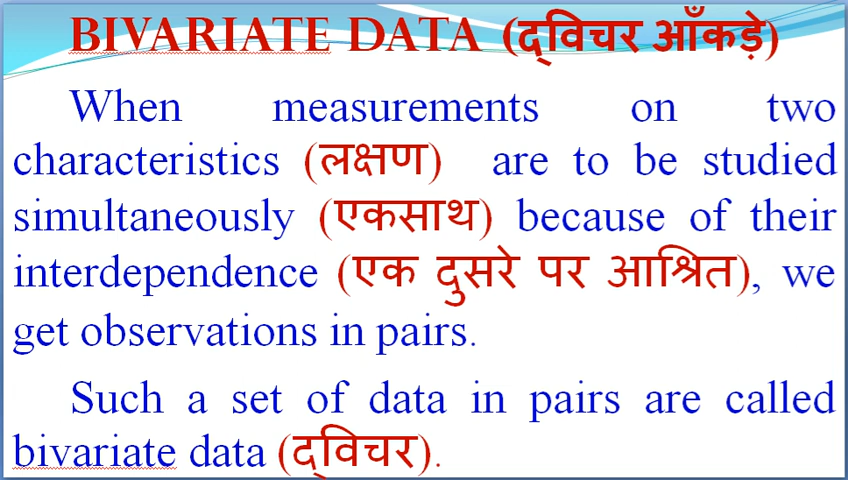 BIVARIATE DATA (द्विचर आँकड़े)
When measurements on two
characteristics (लक्षण) are to be studied
simultaneously (एकसाथ) because of their
interdependence (एक दुसरे पर आश्रित), we
get observations in pairs.
Such a set of data in pairs are called
bivariate data (द्विचर).